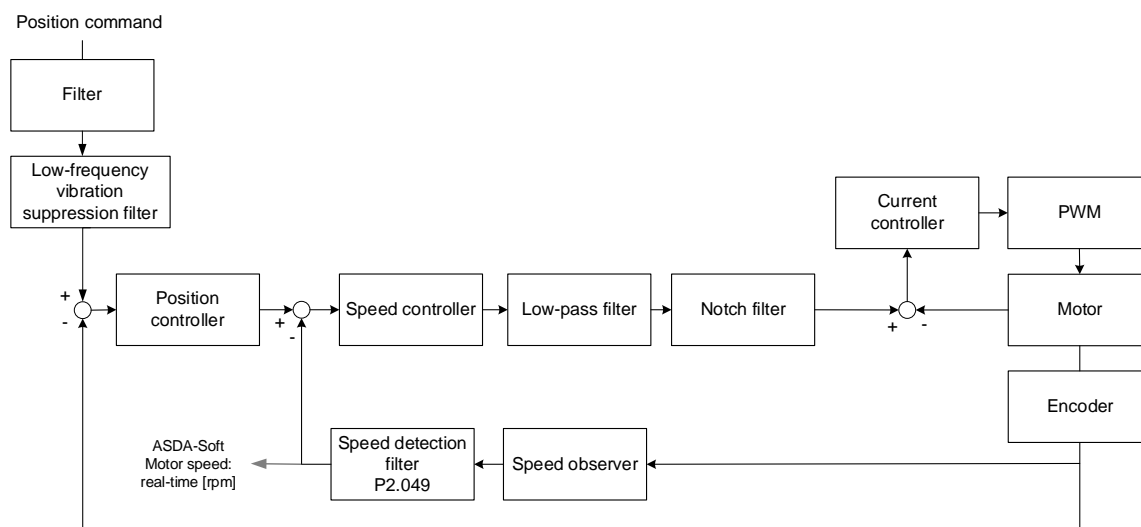 Position command
Filter
Low-frequency
vibration
suppression filter
Current
controller
PWM
+
-
Position
controller
+
-
Speed controller
Low-pass filter
Notch filter
+
-
Motor
Encoder
ASDA-Soft
Motor speed:
real-time [rpm]
Speed detection
filter
P2.049
Speed observer